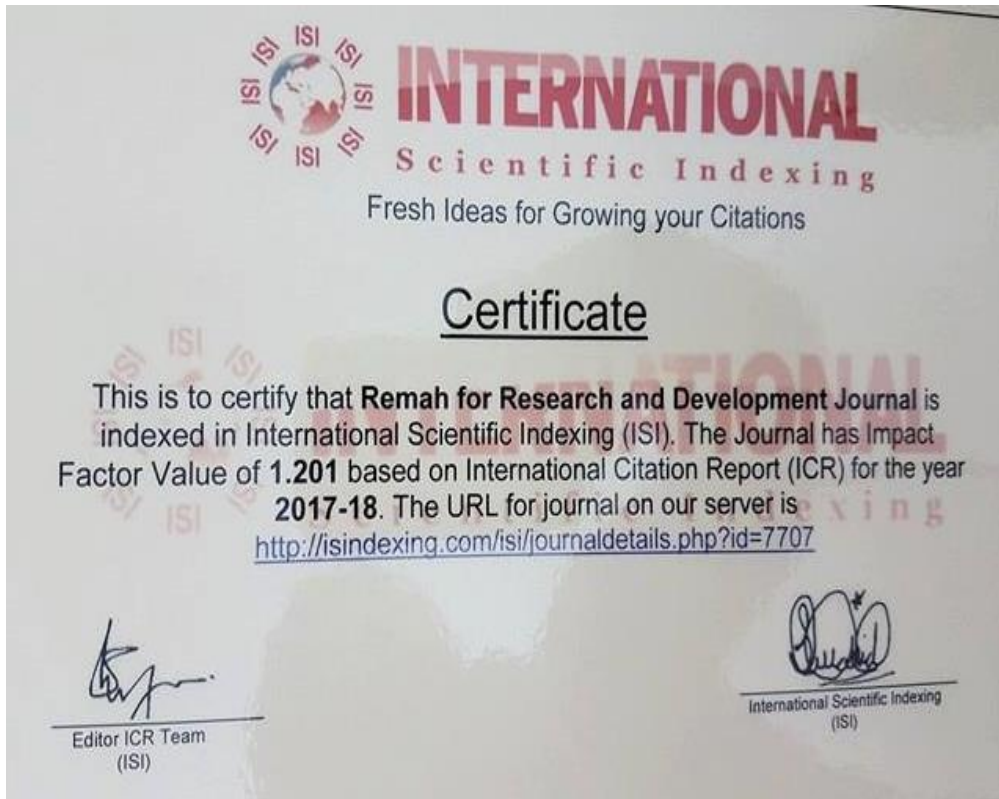 ISI ISI ISI ISI ISI ISI ISI ISI
INTERNATIONAL
Scientific Indexing
Fresh Ideas for Growing your Citations
Certificate
This is to certify that Remah for Research and Development Journal is
indexed in International Scientific Indexing (ISI). The Journal has Impact
Factor Value of 1.201 based on International Citation Report (ICR) for the year
2017-18. The URL for journal on our server is
http://isindexing.com/isi/journaldetails.php?id=7707
Editor ICR Team
(ISI)
International Scientific Indexing
(ISI)